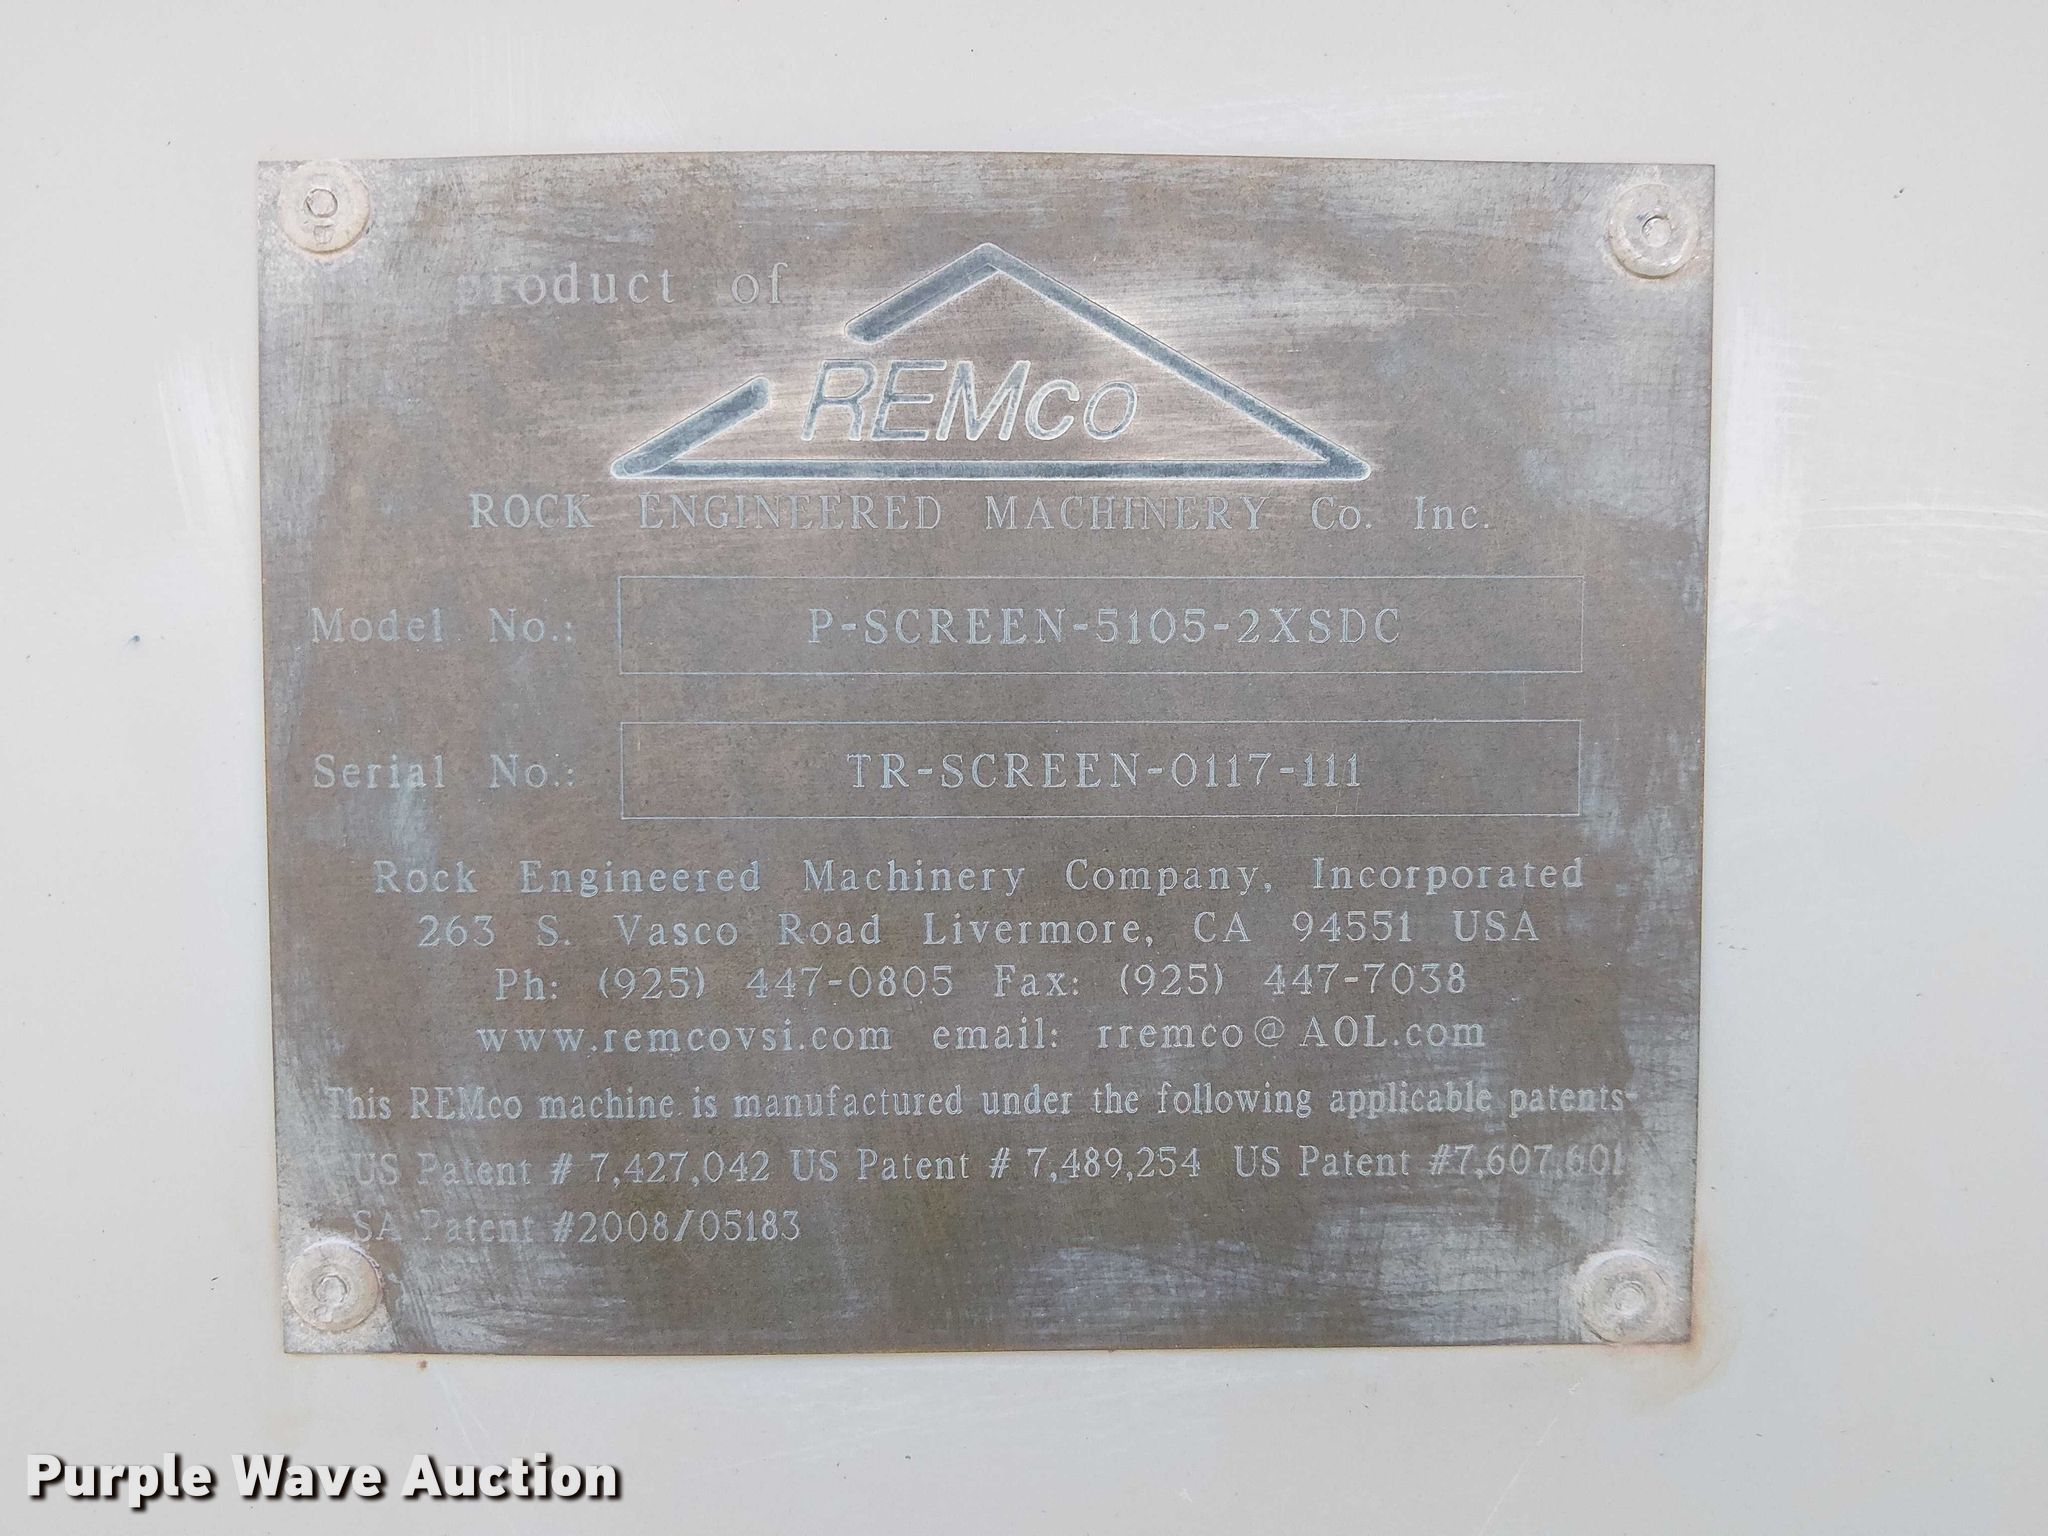 product of
REMco
ROCK ENGINEERED MACHINERY Co. Inc.
Model No.: P-SCREEN-5105-2XSDC
Serial No.: TR-SCREEN-0117-111
Rock Engineered Machinery Company, Incorporated
263 S. Vasco Road Livermore, CA 94551 USA
Ph: (925) 447-0805 Fax: (925) 447-7038
www.remcovsi.com email: rremco@AOL.com
This REMco machine is manufactured under the following applicable patents-
US Patent # 7,427,042 US Patent # 7,489,254 US Patent #7,607,601
SA Patent #2008/05183
Purple Wave Auction